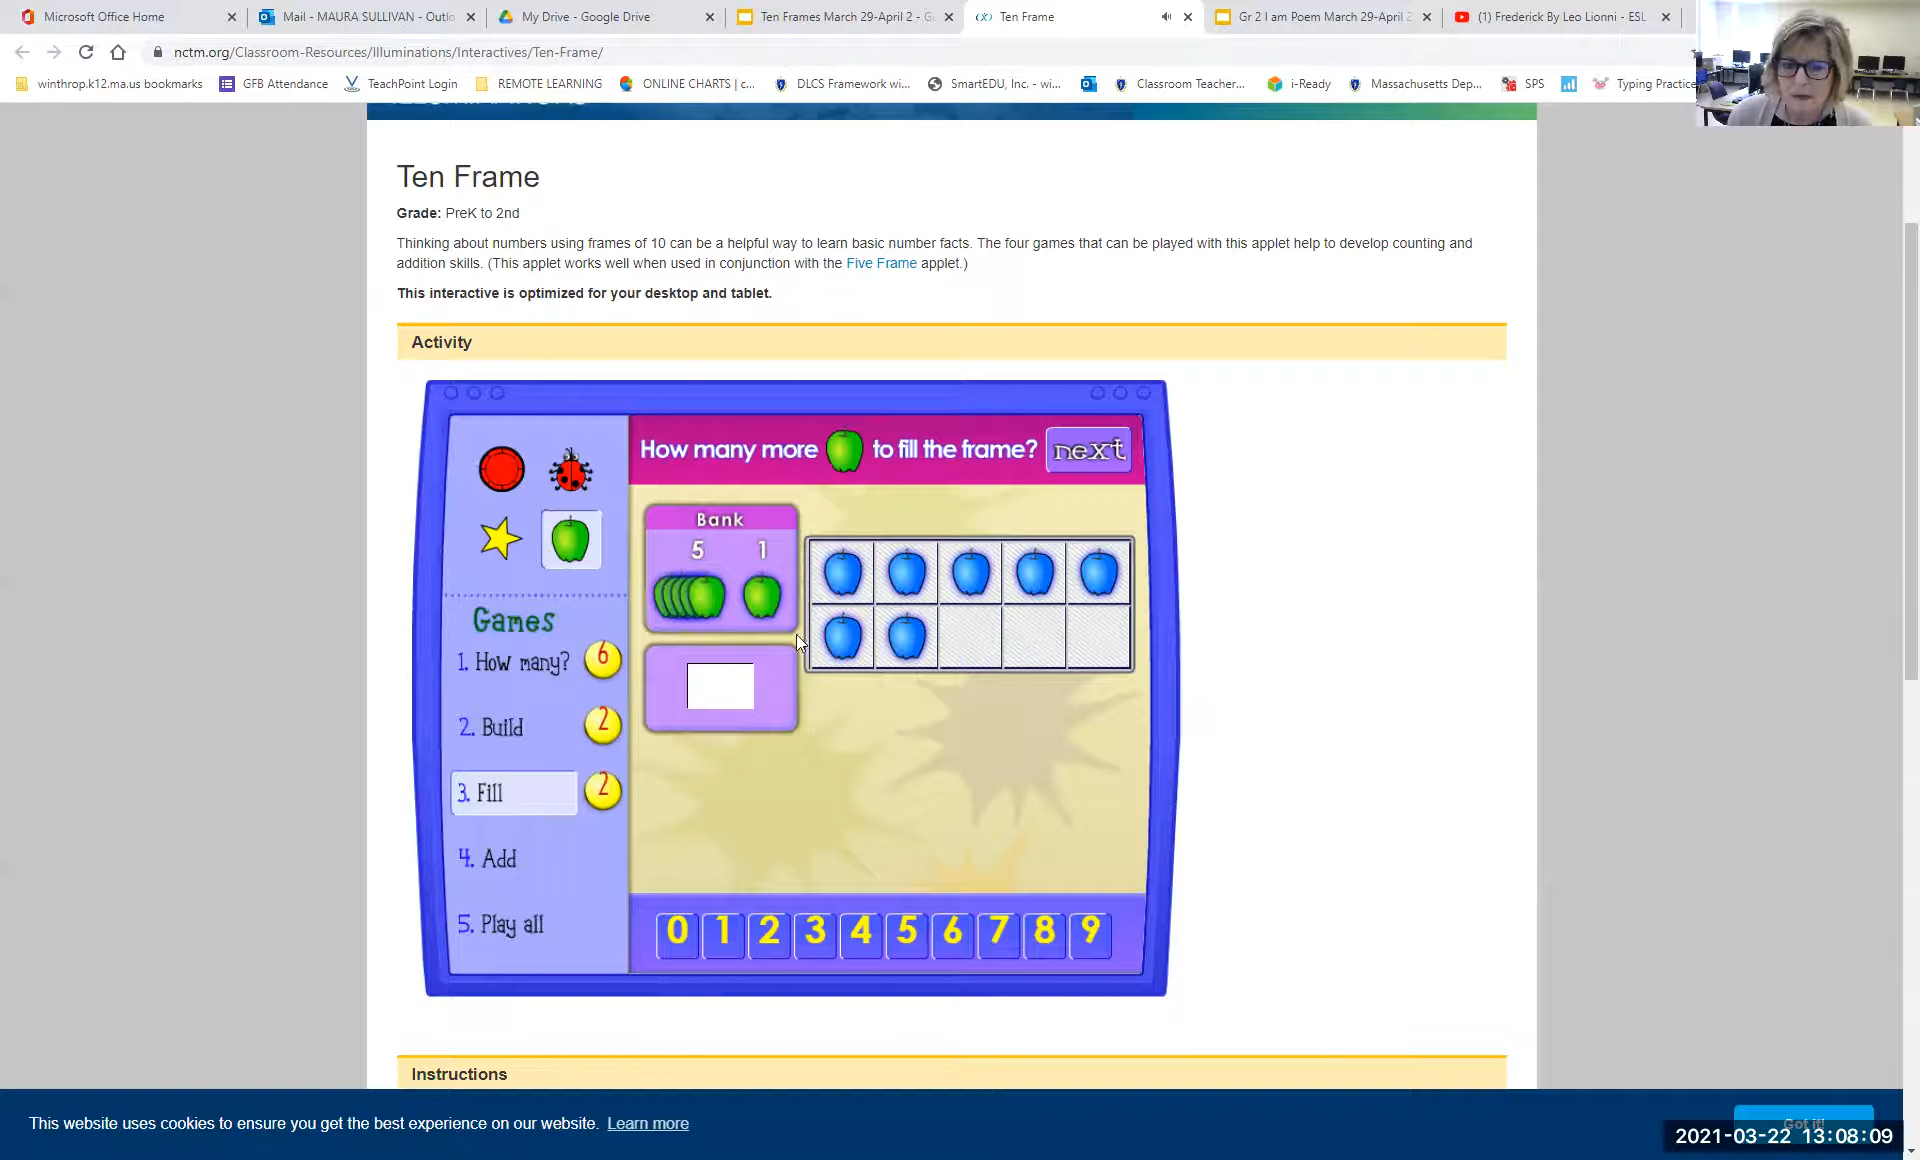 Microsoft Office Home
Mail - MAURA SULLIVAN - Outlo
My Drive - Google Drive
Ten Frames March 29-April 2 - G
Ten Frame
Gr 2 I am Poem March 29-April 2
(1) Frederick By Leo Lionni - ESL
nctm.org/Classroom-Resources/Illuminations/Interactives/Ten-Frame/
winthrop.k12.ma.us bookmarks
GFB Attendance
TeachPoint Login
REMOTE LEARNING
ONLINE CHARTS | c...
DLCS Framework wi...
SmartEDU, Inc. - wi...
Classroom Teacher...
i-Ready
Massachusetts Dep...
SPS
Typing Practice
Ten Frame
Grade: PreK to 2nd
Thinking about numbers using frames of 10 can be a helpful way to learn basic number facts. The four games that can be played with this applet help to develop counting and
addition skills. (This applet works well when used in conjunction with the Five Frame applet.)
This interactive is optimized for your desktop and tablet.
Activity
How many more to fill the frame? next
Bank
5 1
Games
1. How many? 6
2. Build 2
3. Fill 2
4. Add
5. Play all
0 1 2 3 4 5 6 7 8 9
Instructions
This website uses cookies to ensure you get the best experience on our website. Learn more
Got it!
2021-03-22 13:08:09